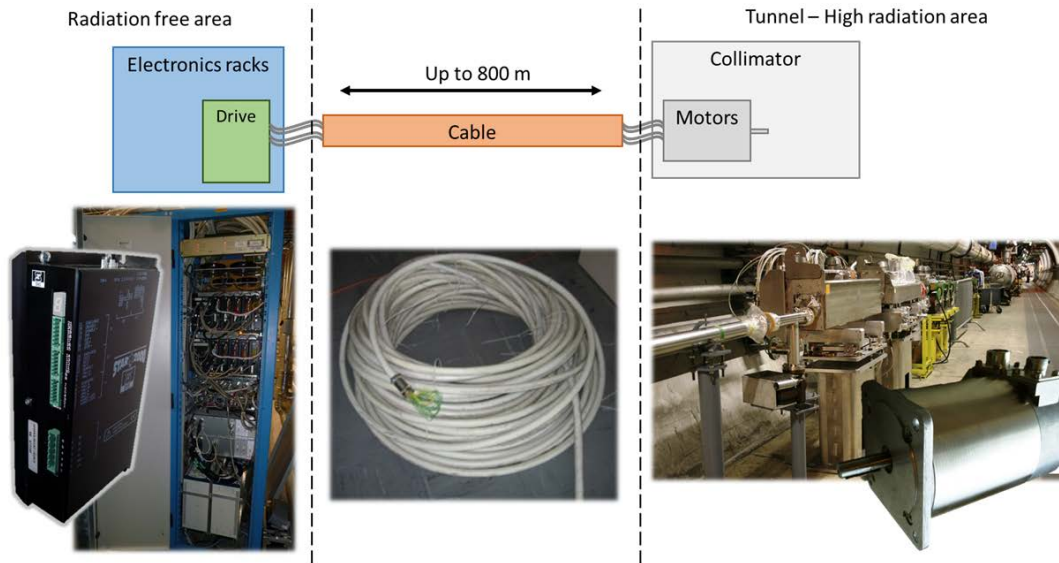 Radiation free area
Tunnel – High radiation area
Electronics racks
Drive
Up to 800 m
Cable
Collimator
Motors